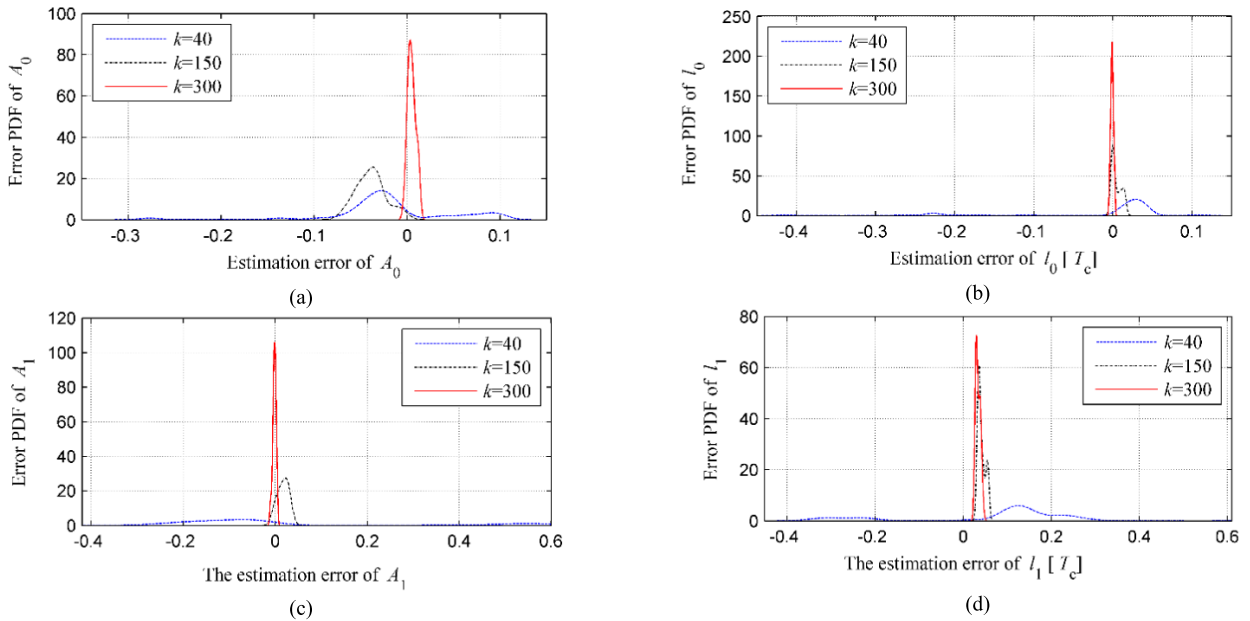 100
80
60
40
20
0
Error PDF of A0
k=40
k=150
k=300
-0.3
-0.2
-0.1
0
0.1
Estimation error of A0
(a)
250
200
150
100
50
0
Error PDF of l0
k=40
k=150
k=300
-0.4
-0.3
-0.2
-0.1
0
0.1
Estimation error of l0 [ Tc]
(b)
120
100
80
60
40
20
0
Error PDF of A1
k=40
k=150
k=300
-0.4
-0.2
0
0.2
0.4
0.6
The estimation error of A1
(c)
80
60
40
20
0
Error PDF of l1
k=40
k=150
k=300
-0.4
-0.2
0
0.2
0.4
0.6
The estimation error of l1 [ Tc]
(d)